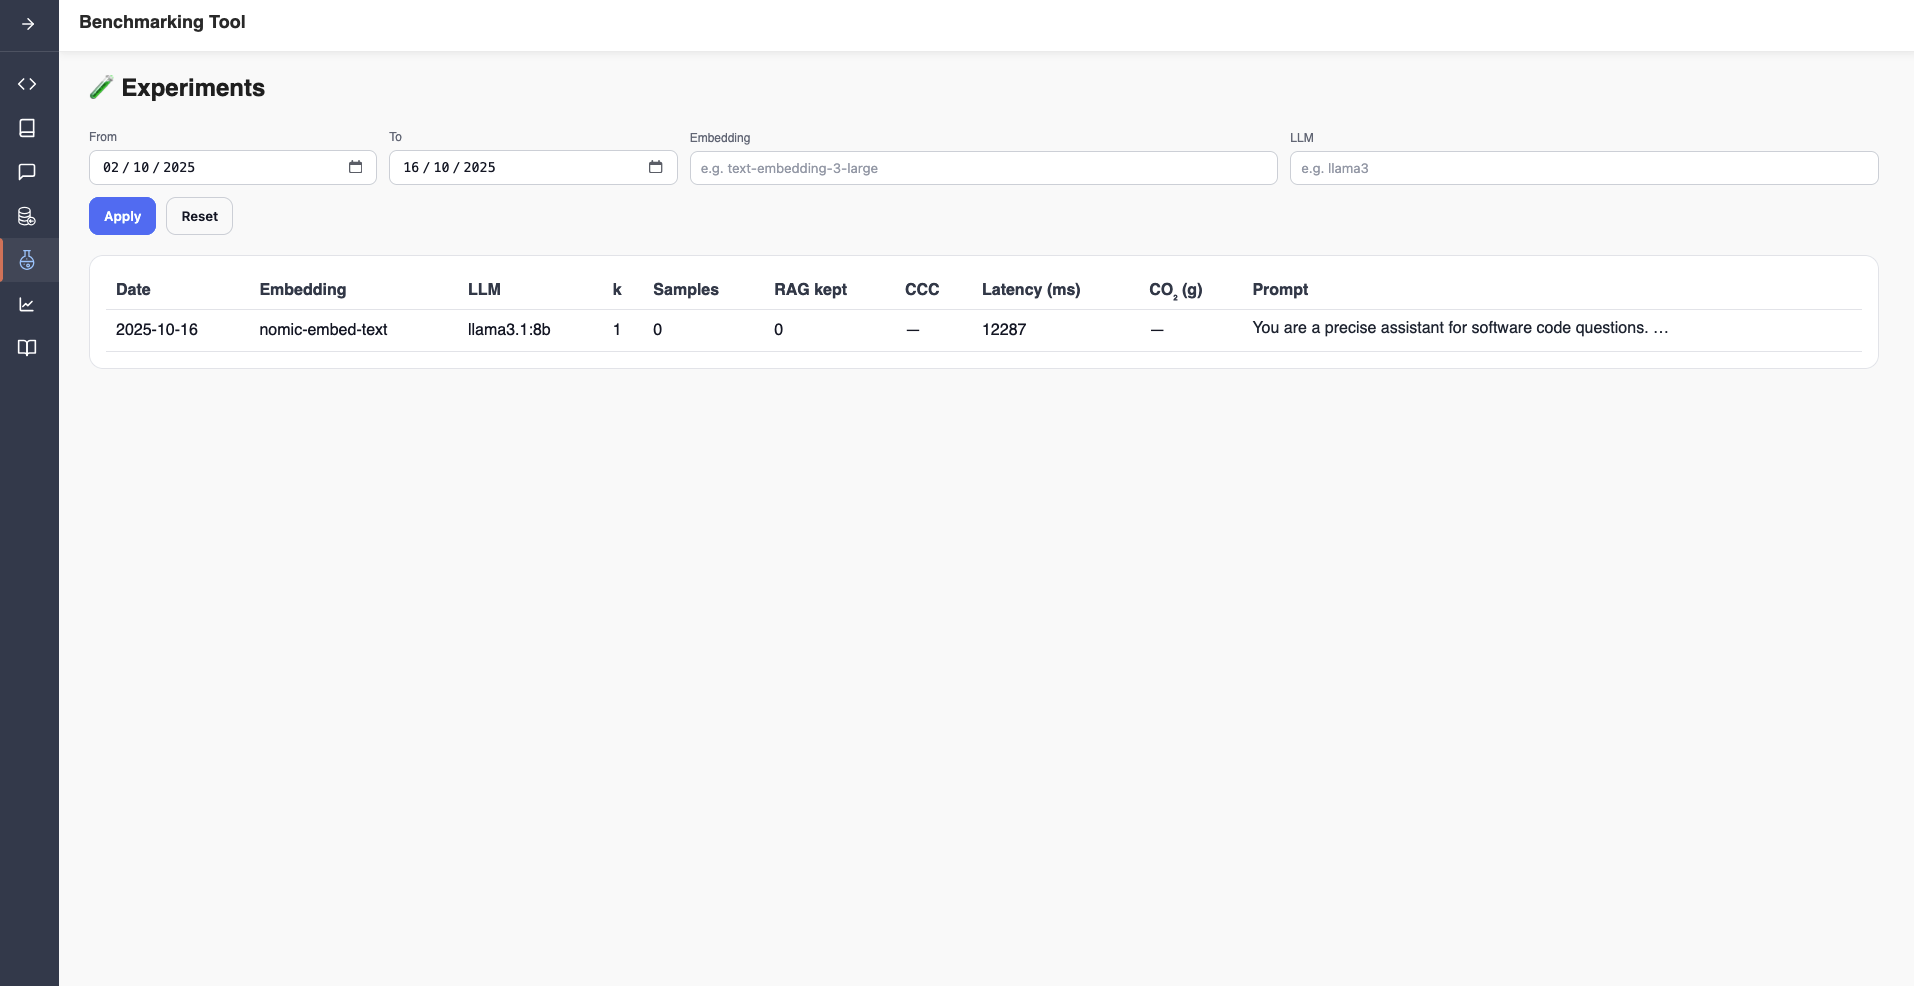 Benchmarking Tool
Experiments
From To Embedding LLM
02/10/2025 16/10/2025 e.g. text-embedding-3-large e.g. llama3
Apply Reset
Date Embedding LLM k Samples RAG kept CCC Latency (ms) CO₂ (g) Prompt
2025-10-16 nomic-embed-text llama3.1:8b 1 0 0 — 12287 — You are a precise assistant for software code questions. …